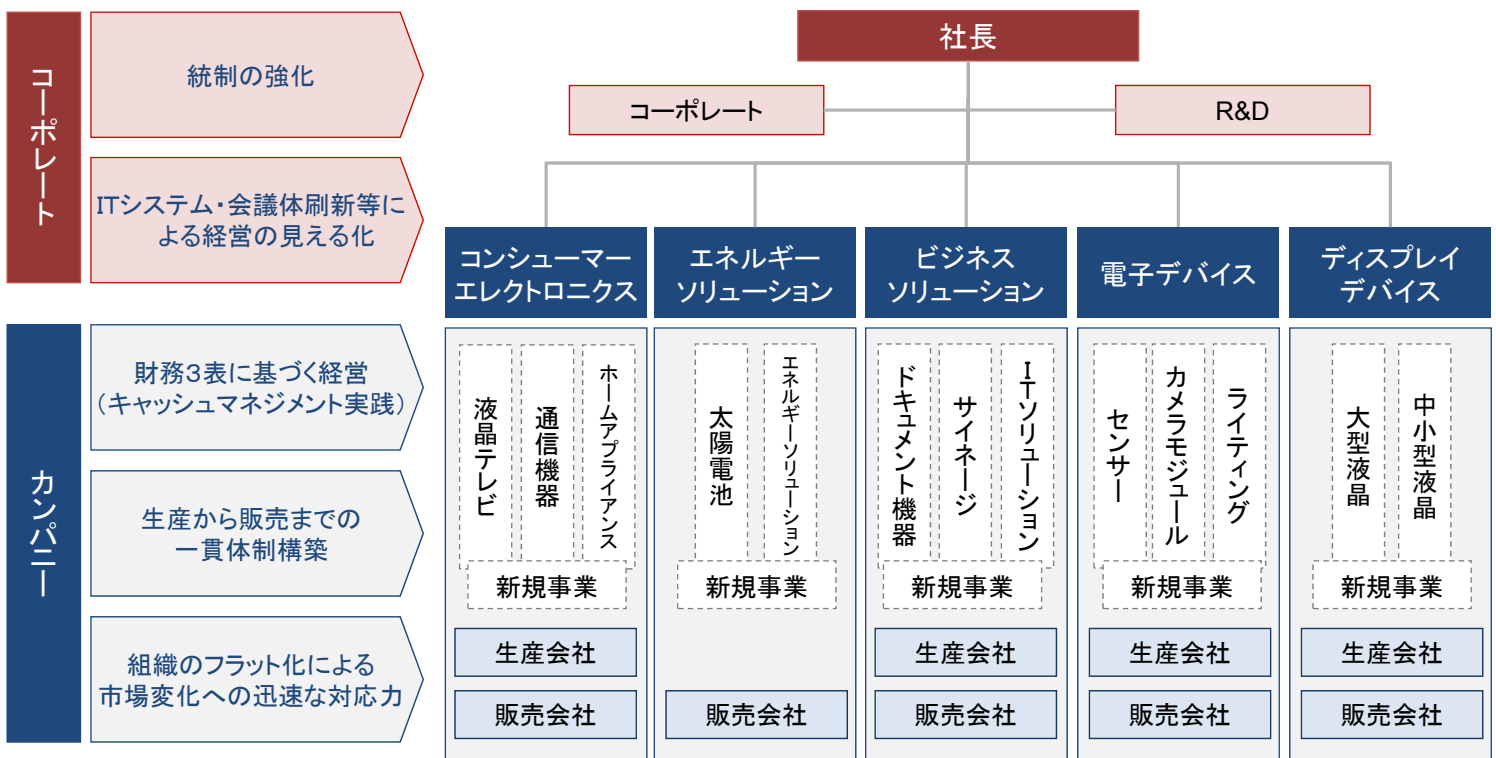 コーポレート
統制の強化
ITシステム・会議体刷新等に
よる経営の見える化
カンパニー
財務3表に基づく経営
(キャッシュマネジメント実践)
生産から販売までの
一貫体制構築
組織のフラット化による
市場変化への迅速な対応力
社長
コーポレート
R&D
コンシューマー
エレクトロニクス
液晶テレビ
通信機器
ホームアプライアンス
新規事業
生産会社
販売会社
エネルギー
ソリューション
太陽電池
エネルギーソリューション
新規事業
販売会社
ビジネス
ソリューション
ドキュメント機器
サイネージ
ITソリューション
新規事業
生産会社
販売会社
電子デバイス
センサー
カメラモジュール
ライティング
新規事業
生産会社
販売会社
ディスプレイ
デバイス
大型液晶
中小型液晶
新規事業
生産会社
販売会社